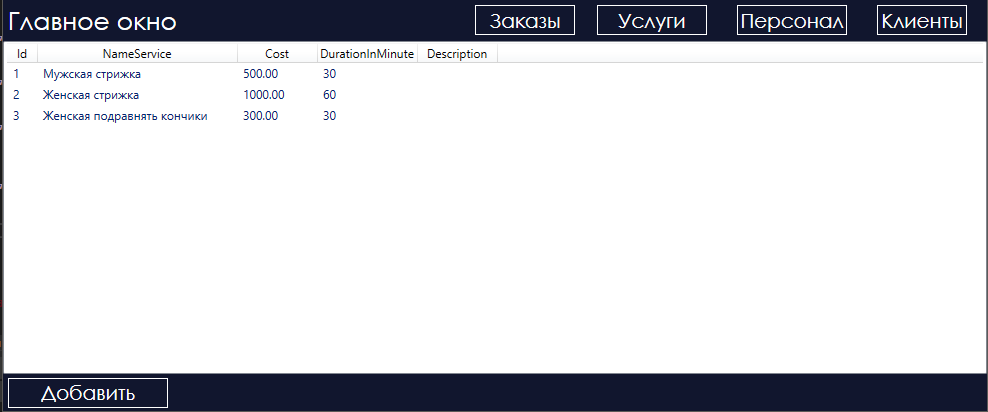 Главное окно Заказы Услуги Персонал Клиенты
Id NameService Cost DurationInMinute Description
1 Мужская стрижка 500.00 30
2 Женская стрижка 1000.00 60
3 Женская подравнять кончики 300.00 30
Добавить